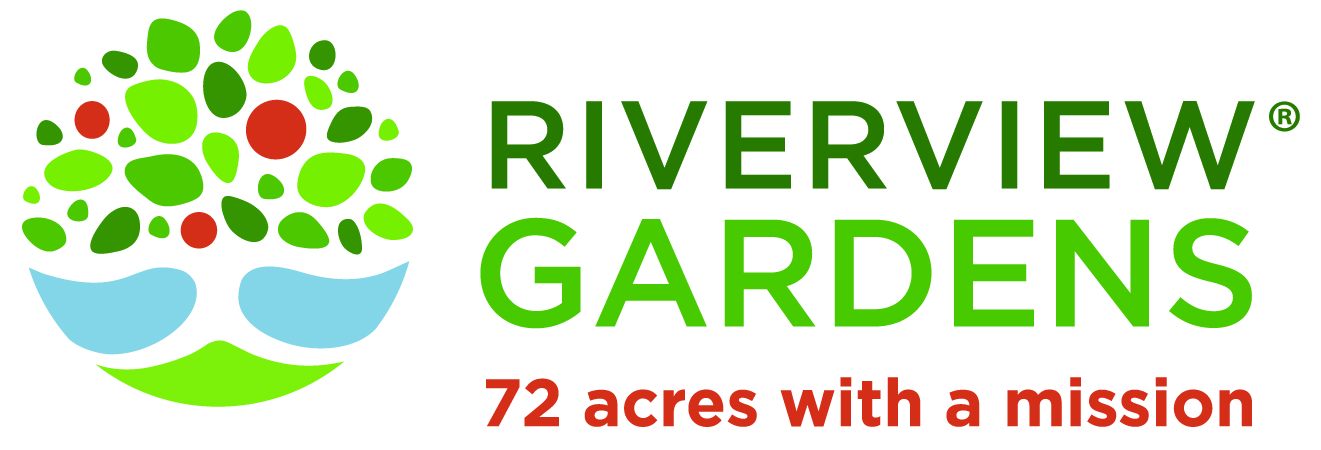 RIVERVIEW®
GARDENS
72 acres with a mission